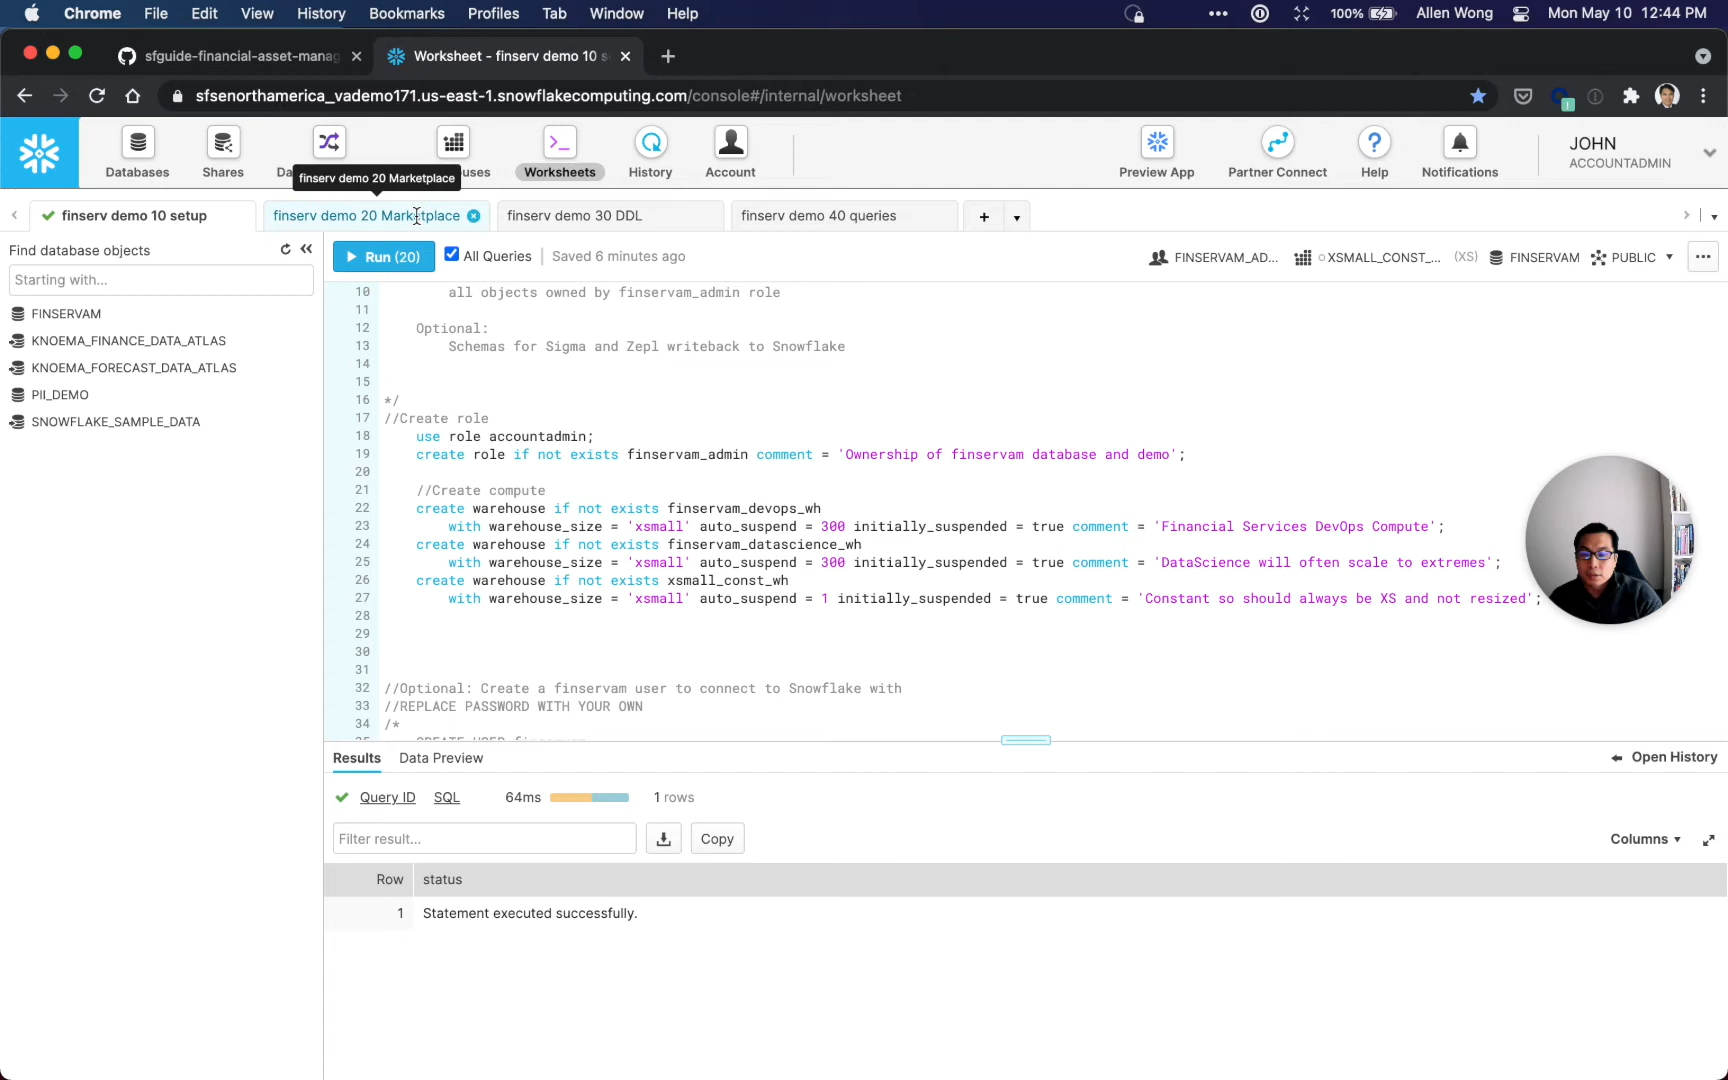 Chrome File Edit View History Bookmarks Profiles Tab Window Help 100% Allen Wong Mon May 10 12:44 PM
sfguide-financial-asset-manag Worksheet - finserv demo 10 s
sfsenorthamerica_vademo171.us-east-1.snowflakecomputing.com/console#/internal/worksheet
Databases Shares Da ouses Worksheets History Account Preview App Partner Connect Help Notifications
JOHN
ACCOUNTADMIN
finserv demo 20 Marketplace
finserv demo 10 setup finserv demo 20 Marketplace finserv demo 30 DDL finserv demo 40 queries
Find database objects
Starting with...
FINSERVAM
KNOEMA_FINANCE_DATA_ATLAS
KNOEMA_FORECAST_DATA_ATLAS
PII_DEMO
SNOWFLAKE_SAMPLE_DATA
Run (20) All Queries Saved 6 minutes ago FINSERVAM_AD... XSMALL_CONST_... (XS) FINSERVAM PUBLIC
10 all objects owned by finservam_admin role
11
12 Optional:
13 Schemas for Sigma and Zepl writeback to Snowflake
14
15
16 */
17 //Create role
18 use role accountadmin;
19 create role if not exists finservam_admin comment = 'Ownership of finservam database and demo';
20
21 //Create compute
22 create warehouse if not exists finservam_devops_wh
23 with warehouse_size = 'xsmall' auto_suspend = 300 initially_suspended = true comment = 'Financial Services DevOps Compute';
24 create warehouse if not exists finservam_datascience_wh
25 with warehouse_size = 'xsmall' auto_suspend = 300 initially_suspended = true comment = 'DataScience will often scale to extremes';
26 create warehouse if not exists xsmall_const_wh
27 with warehouse_size = 'xsmall' auto_suspend = 1 initially_suspended = true comment = 'Constant so should always be XS and not resized';
28
29
30
31
32 //Optional: Create a finservam user to connect to Snowflake with
33 //REPLACE PASSWORD WITH YOUR OWN
34 /*
Results Data Preview Open History
Query ID SQL 64ms 1 rows
Filter result... Copy Columns
Row status
1 Statement executed successfully.